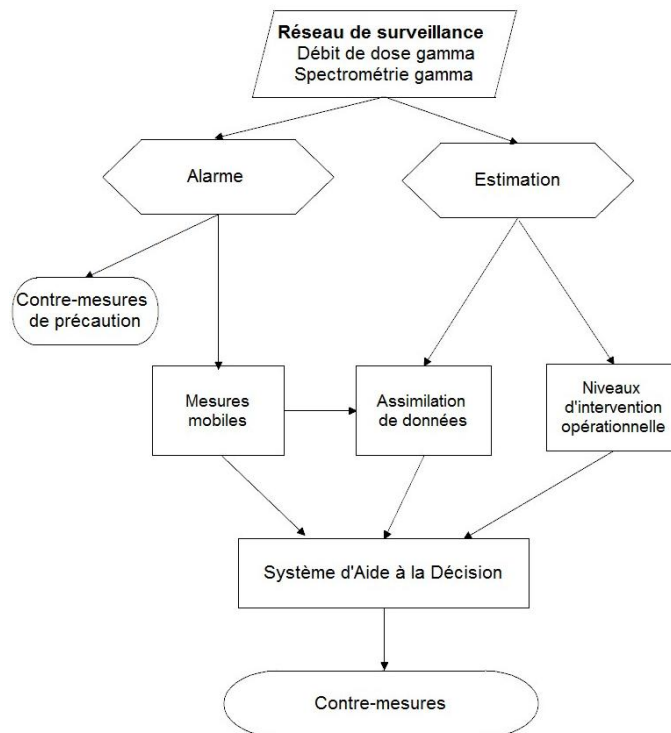 Réseau de surveillance
Débit de dose gamma
Spectrométrie gamma
Alarme
Estimation
Contre-mesures
de précaution
Mesures
mobiles
Assimilation
de données
Niveaux
d'intervention
opérationnelle
Système d'Aide à la Décision
Contre-mesures